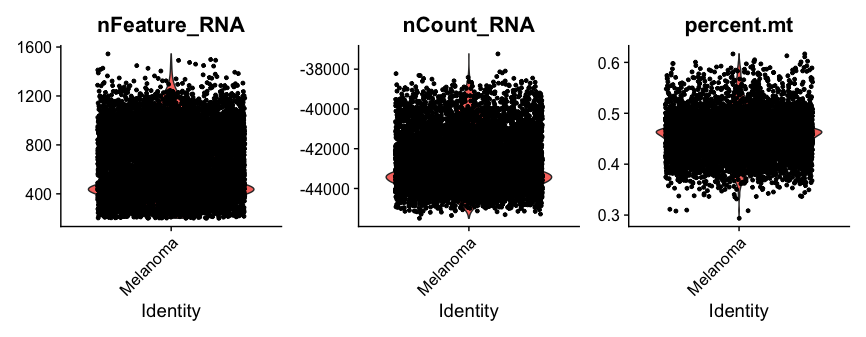 nFeature_RNA
1600
1200
800
400
Melanoma
Identity
nCount_RNA
-38000
-40000
-42000
-44000
Melanoma
Identity
percent.mt
0.6
0.5
0.4
0.3
Melanoma
Identity